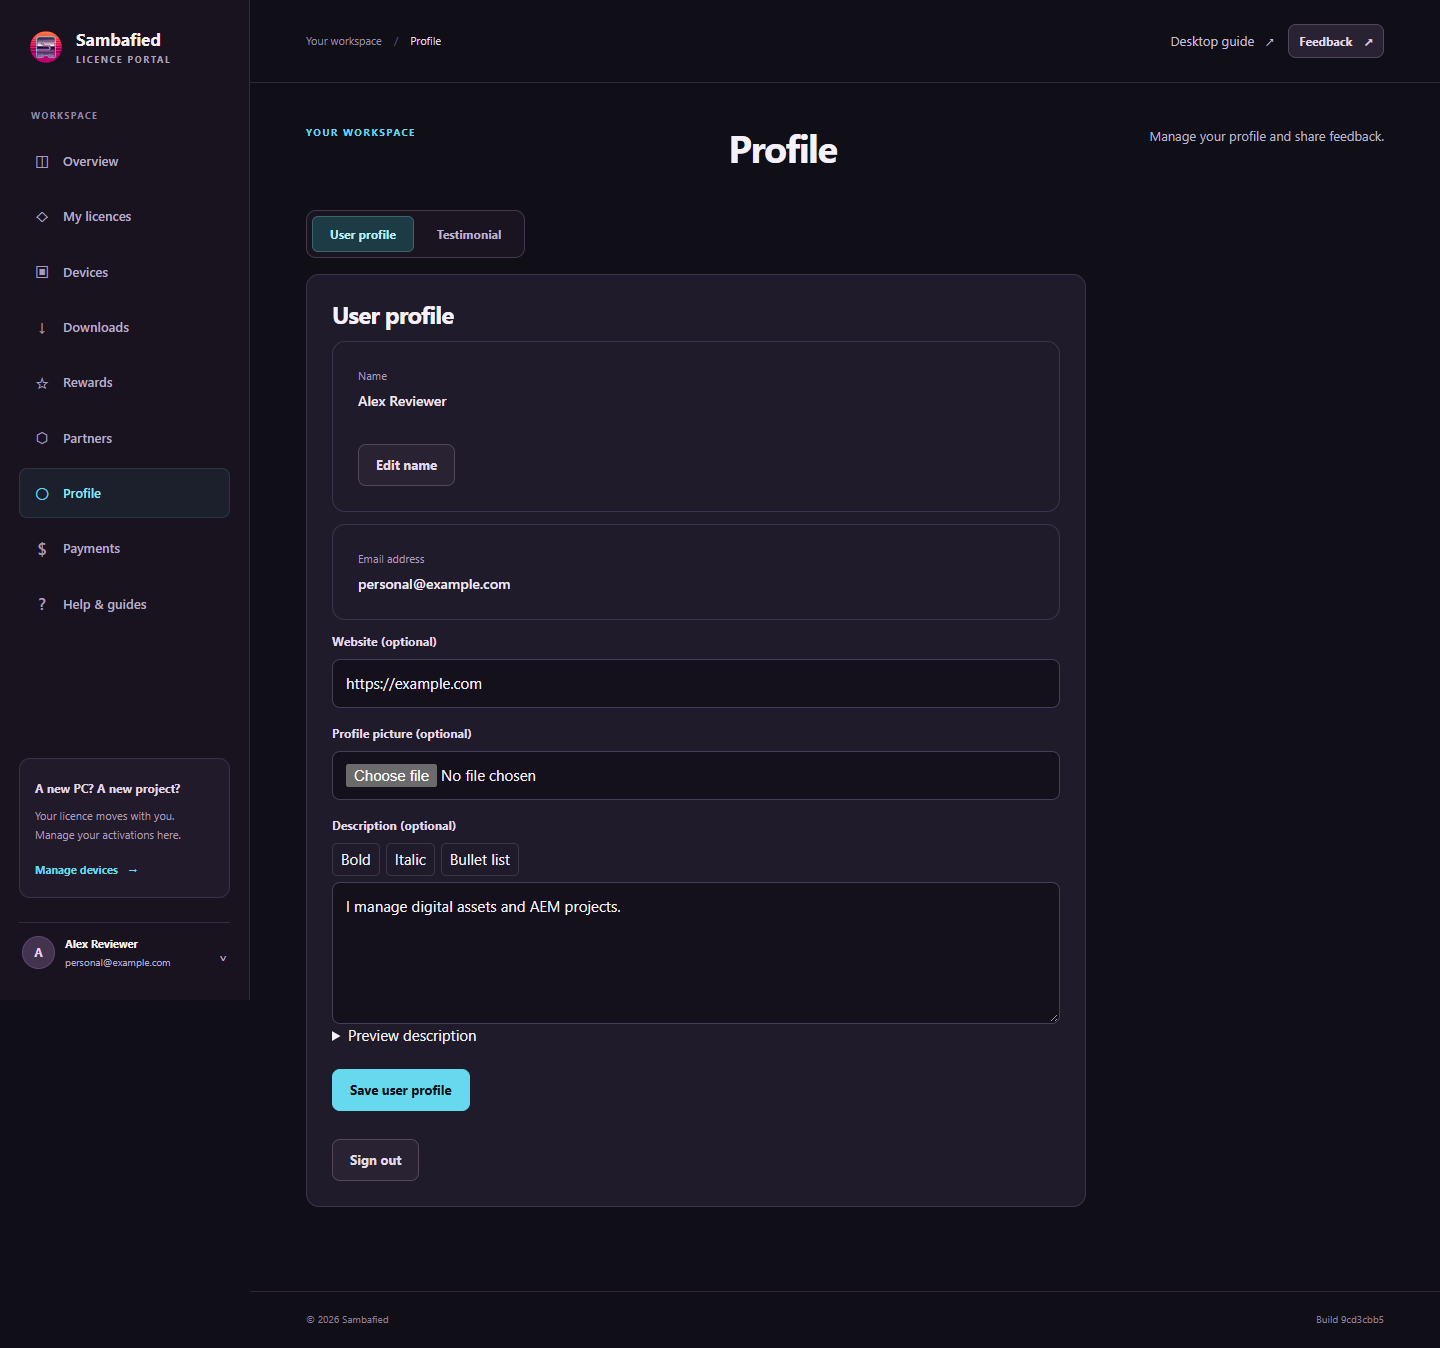 Sambafied
LICENCE PORTAL
WORKSPACE
Overview
My licences
Devices
Downloads
Rewards
Partners
Profile
$ Payments
? Help & guides
A new PC? A new project?
Your licence moves with you.
Manage your activations here.
Manage devices →
A
Alex Reviewer
personal@example.com
Your workspace / Profile
Desktop guide ↗
Feedback ↗
YOUR WORKSPACE
Profile
Manage your profile and share feedback.
User profile
Testimonial
User profile
Name
Alex Reviewer
Edit name
Email address
personal@example.com
Website (optional)
https://example.com
Profile picture (optional)
Choose file No file chosen
Description (optional)
Bold Italic Bullet list
I manage digital assets and AEM projects.
Preview description
Save user profile
Sign out
© 2026 Sambafied
Build 9cd3cbb5